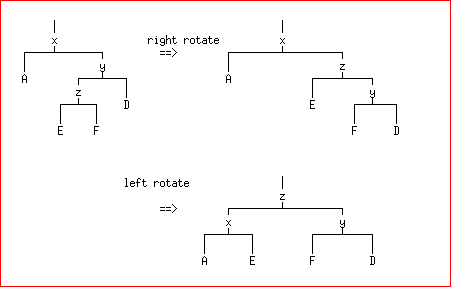 x right rotate x
==>
A y A z
z D E y
E F F D
left rotate
==> z
x y
A E F D